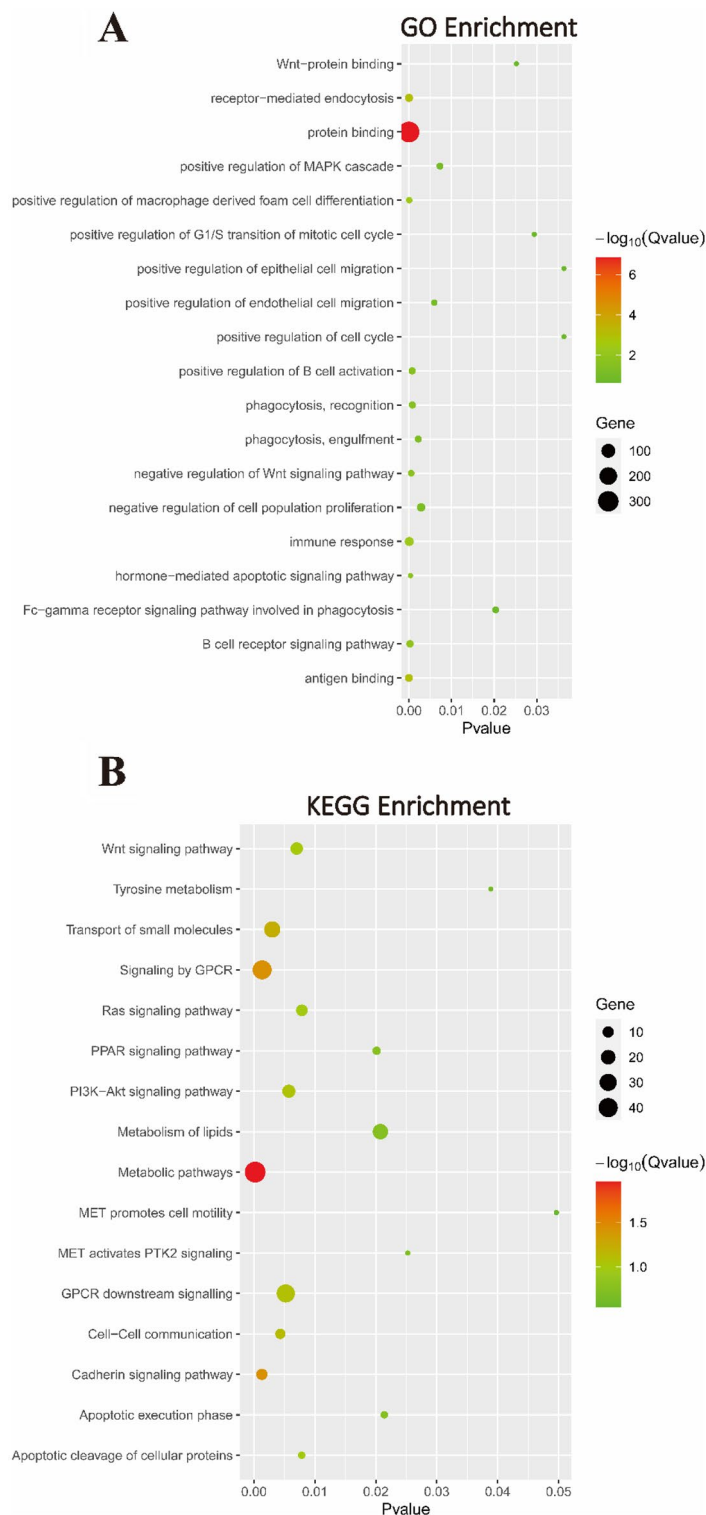 A
GO Enrichment
Wnt−protein binding
receptor−mediated endocytosis
protein binding
positive regulation of MAPK cascade
positive regulation of macrophage derived foam cell differentiation
positive regulation of G1/S transition of mitotic cell cycle
positive regulation of epithelial cell migration
positive regulation of endothelial cell migration
positive regulation of cell cycle
positive regulation of B cell activation
phagocytosis, recognition
phagocytosis, engulfment
negative regulation of Wnt signaling pathway
negative regulation of cell population proliferation
immune response
hormone−mediated apoptotic signaling pathway
Fc−gamma receptor signaling pathway involved in phagocytosis
B cell receptor signaling pathway
antigen binding
0.00 0.01 0.02 0.03
Pvalue
−log₁₀(Qvalue)
6
4
2
Gene
100
200
300
B
KEGG Enrichment
Wnt signaling pathway
Tyrosine metabolism
Transport of small molecules
Signaling by GPCR
Ras signaling pathway
PPAR signaling pathway
PI3K−Akt signaling pathway
Metabolism of lipids
Metabolic pathways
MET promotes cell motility
MET activates PTK2 signaling
GPCR downstream signalling
Cell−Cell communication
Cadherin signaling pathway
Apoptotic execution phase
Apoptotic cleavage of cellular proteins
0.00 0.01 0.02 0.03 0.04 0.05
Pvalue
Gene
10
20
30
40
−log₁₀(Qvalue)
1.5
1.0